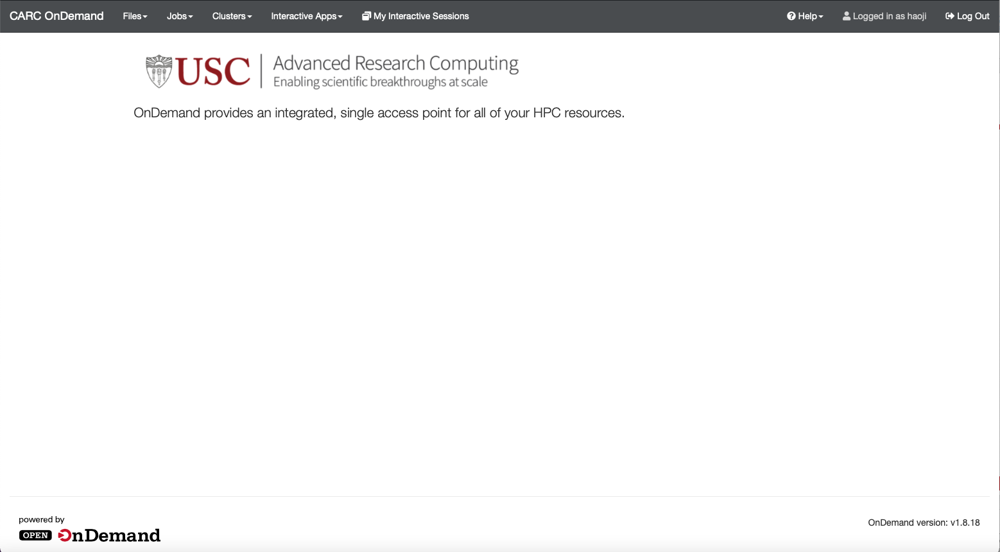 CARC OnDemand Files Jobs Clusters Interactive Apps My Interactive Sessions Help Logged in as haoji Log Out
USC Advanced Research Computing
Enabling scientific breakthroughs at scale
OnDemand provides an integrated, single access point for all of your HPC resources.
powered by
OPEN OnDemand
OnDemand version: v1.8.18